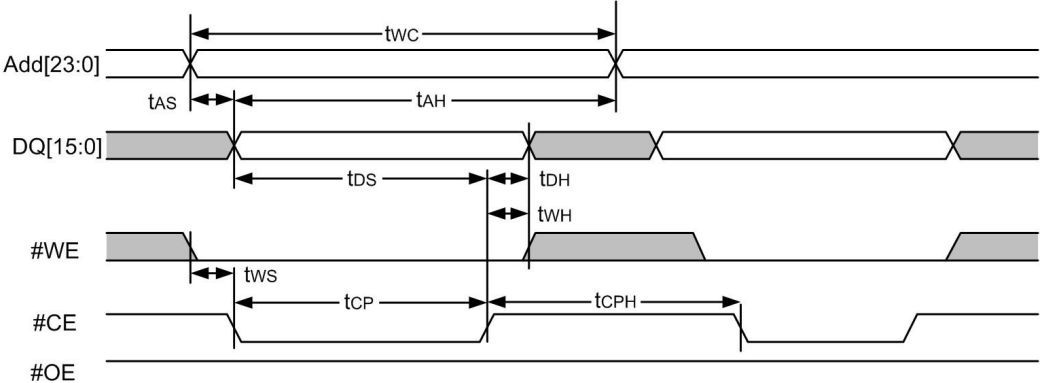 tWC
Add[23:0]
tAS
tAH
DQ[15:0]
tDS
tDH
tWH
#WE
tWS
tCP
tCPH
#CE
#OE